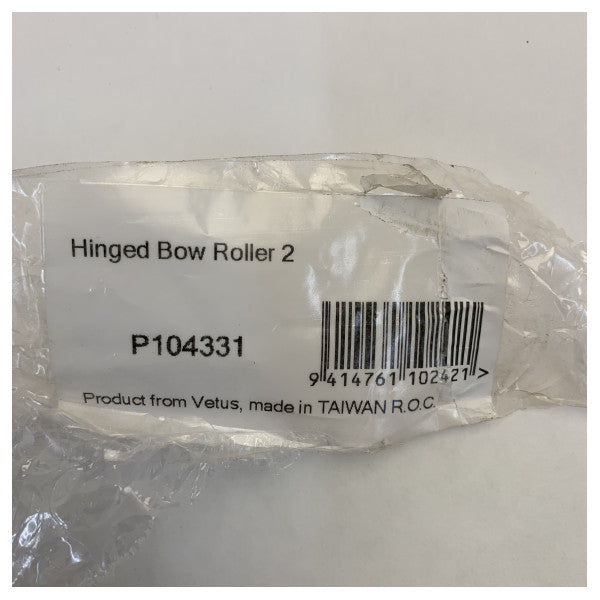 Hinged Bow Roller 2
P104331
9 414761 102421 >
Product from Vetus, made in TAIWAN R.O.C.